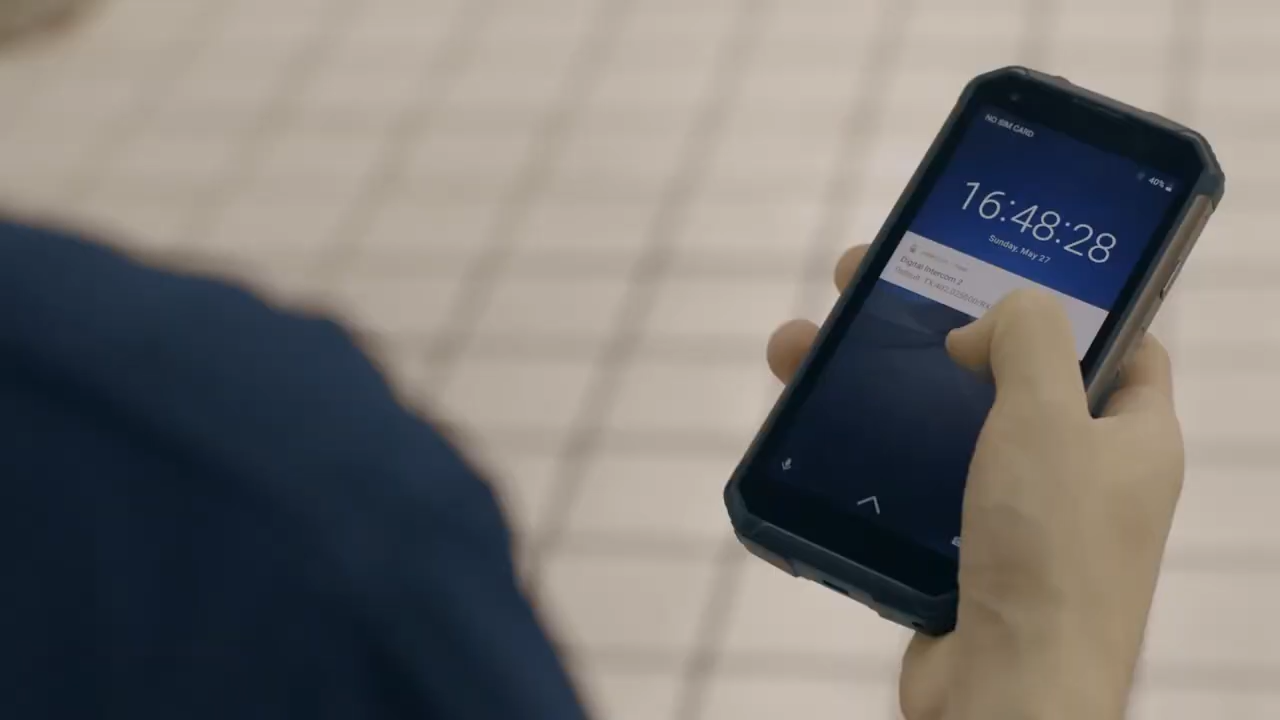 NO SIM CARD
40%
16:48:28
Sunday, May 27
Digital Intercom 2